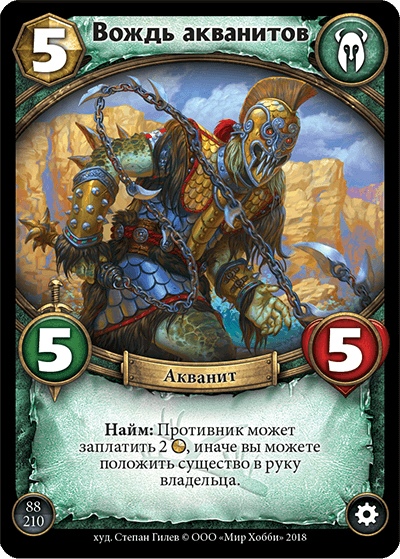 5
Вождь акванитов
5
5
Акванит
Найм: Противник может
заплатить 2 , иначе вы можете
положить существо в руку
владельца.
88
210
худ. Степан Гилев © ООО «Мир Хобби» 2018